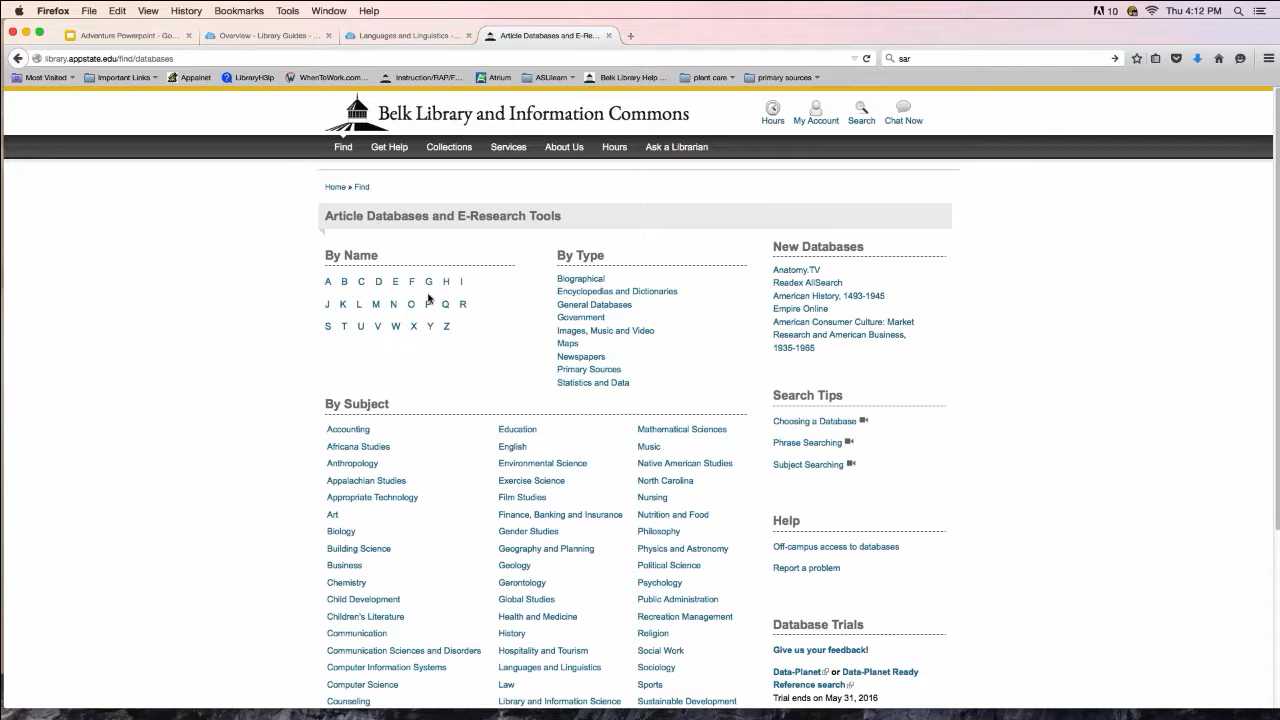 Firefox File Edit View History Bookmarks Tools Window Help
10 Thu 4:12 PM
Adventure Powerpoint - Go... Overview - Library Guides - ... Languages and Linguistics - ... Article Databases and E-Re...
library.appstate.edu/find/databases
sar
Most Visited Important Links Appalnet LibraryH3lp WhenToWork.com... Instruction/RAP/F... Atrium ASULearn Belk Library Help ... plant care primary sources
Belk Library and Information Commons
Hours My Account Search Chat Now
Find Get Help Collections Services About Us Hours Ask a Librarian
Home » Find
Article Databases and E-Research Tools
By Name
A B C D E F G H I
J K L M N O P Q R
S T U V W X Y Z
By Type
Biographical
Encyclopedias and Dictionaries
General Databases
Government
Images, Music and Video
Maps
Newspapers
Primary Sources
Statistics and Data
By Subject
Accounting
Africana Studies
Anthropology
Appalachian Studies
Appropriate Technology
Art
Biology
Building Science
Business
Chemistry
Child Development
Children's Literature
Communication
Communication Sciences and Disorders
Computer Information Systems
Computer Science
Counseling
Education
English
Environmental Science
Exercise Science
Film Studies
Finance, Banking and Insurance
Gender Studies
Geography and Planning
Geology
Gerontology
Global Studies
Health and Medicine
History
Hospitality and Tourism
Languages and Linguistics
Law
Library and Information Science
Mathematical Sciences
Music
Native American Studies
North Carolina
Nursing
Nutrition and Food
Philosophy
Physics and Astronomy
Political Science
Psychology
Public Administration
Recreation Management
Religion
Social Work
Sociology
Sports
Sustainable Development
New Databases
Anatomy.TV
Readex AllSearch
American History, 1493-1945
Empire Online
American Consumer Culture: Market
Research and American Business,
1935-1965
Search Tips
Choosing a Database
Phrase Searching
Subject Searching
Help
Off-campus access to databases
Report a problem
Database Trials
Give us your feedback!
Data-Planet or Data-Planet Ready
Reference search
Trial ends on May 31, 2016